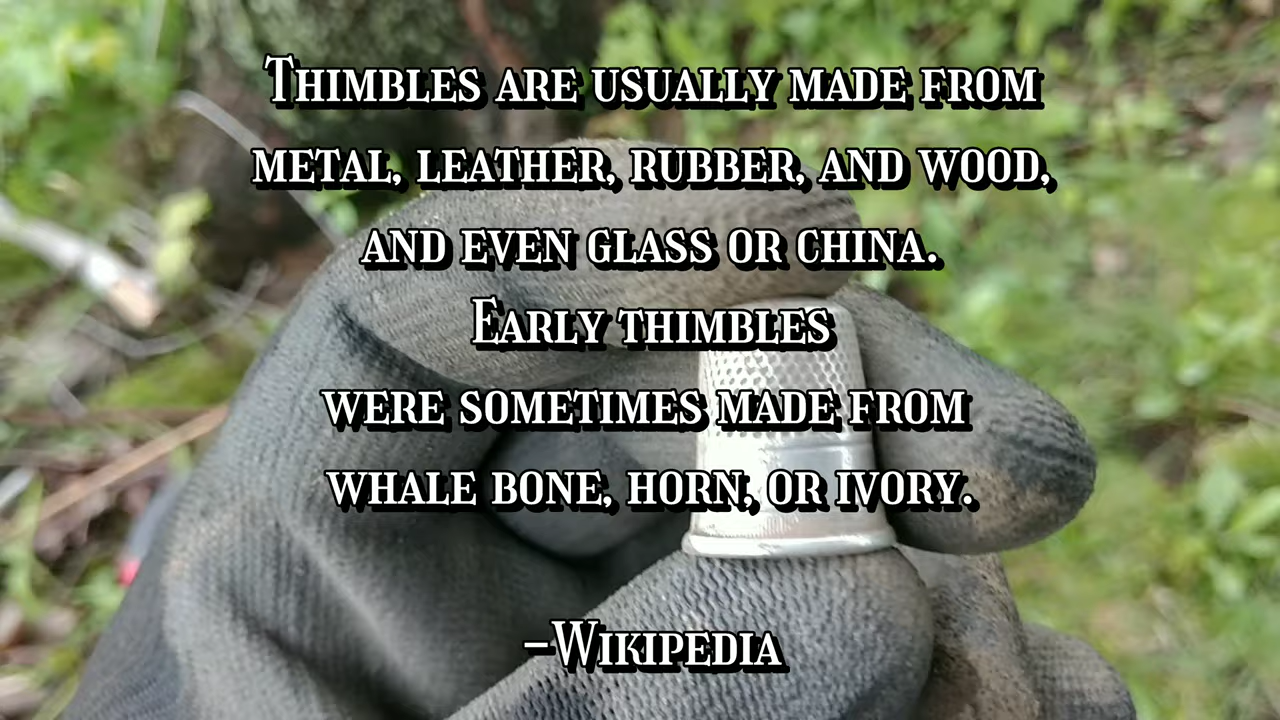 Thimbles are usually made from
metal, leather, rubber, and wood,
and even glass or china.
Early thimbles
were sometimes made from
whale bone, horn, or ivory.
-Wikipedia